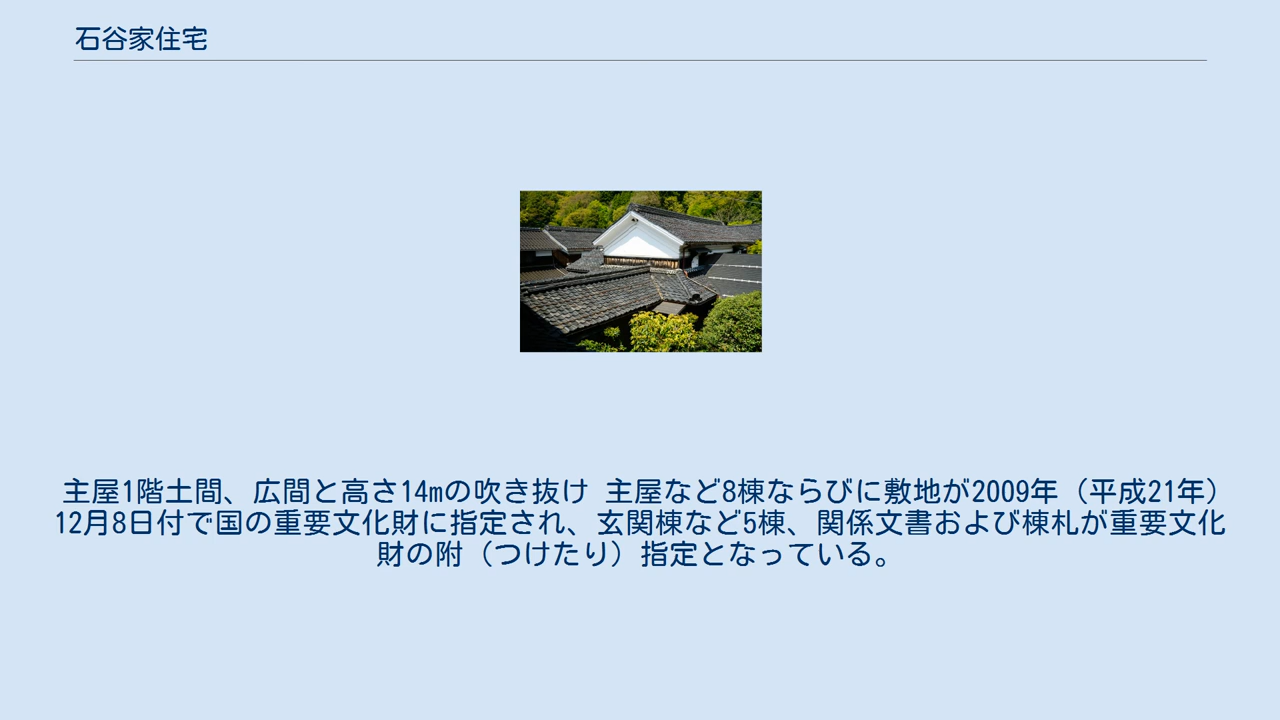 石谷家住宅
主屋1階土間、広間と高さ14mの吹き抜け 主屋など8棟ならびに敷地が2009年（平成21年）
12月8日付で国の重要文化財に指定され、玄関棟など5棟、関係文書および棟札が重要文化
財の附（つけたり）指定となっている。